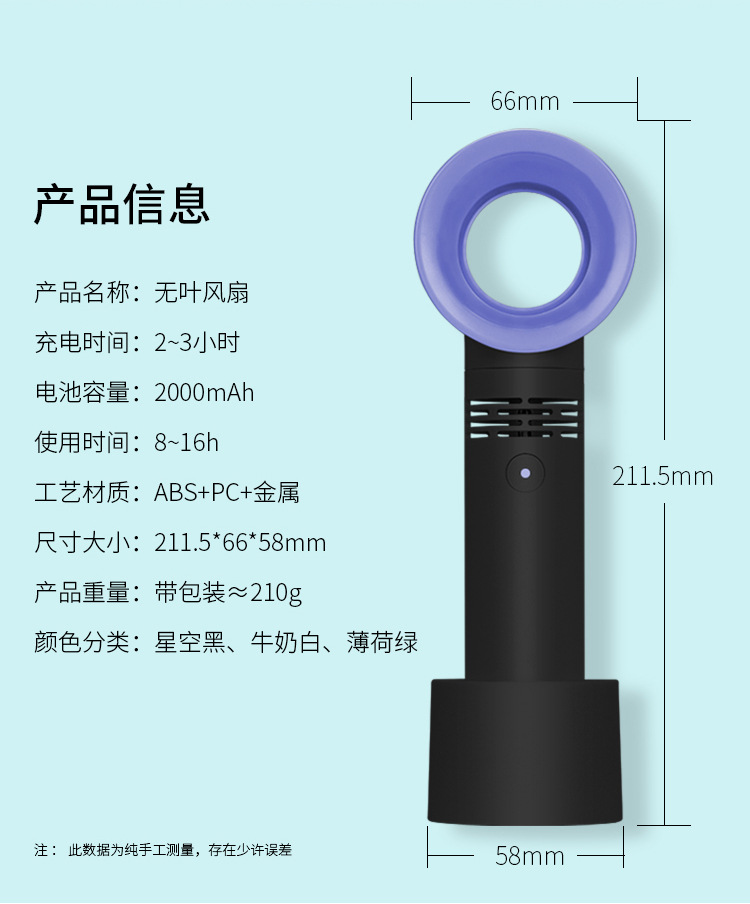 66mm
产品信息
产品名称：无叶风扇
充电时间：2~3小时
电池容量：2000mAh
使用时间：8~16h
211.5mm
工艺材质：ABS+PC+金属
尺寸大小：211.5*66*58mm
产品重量：带包装≈210g
颜色分类：星空黑、牛奶白、薄荷绿
注： 此数据为纯手工测量，存在少许误差
58mm